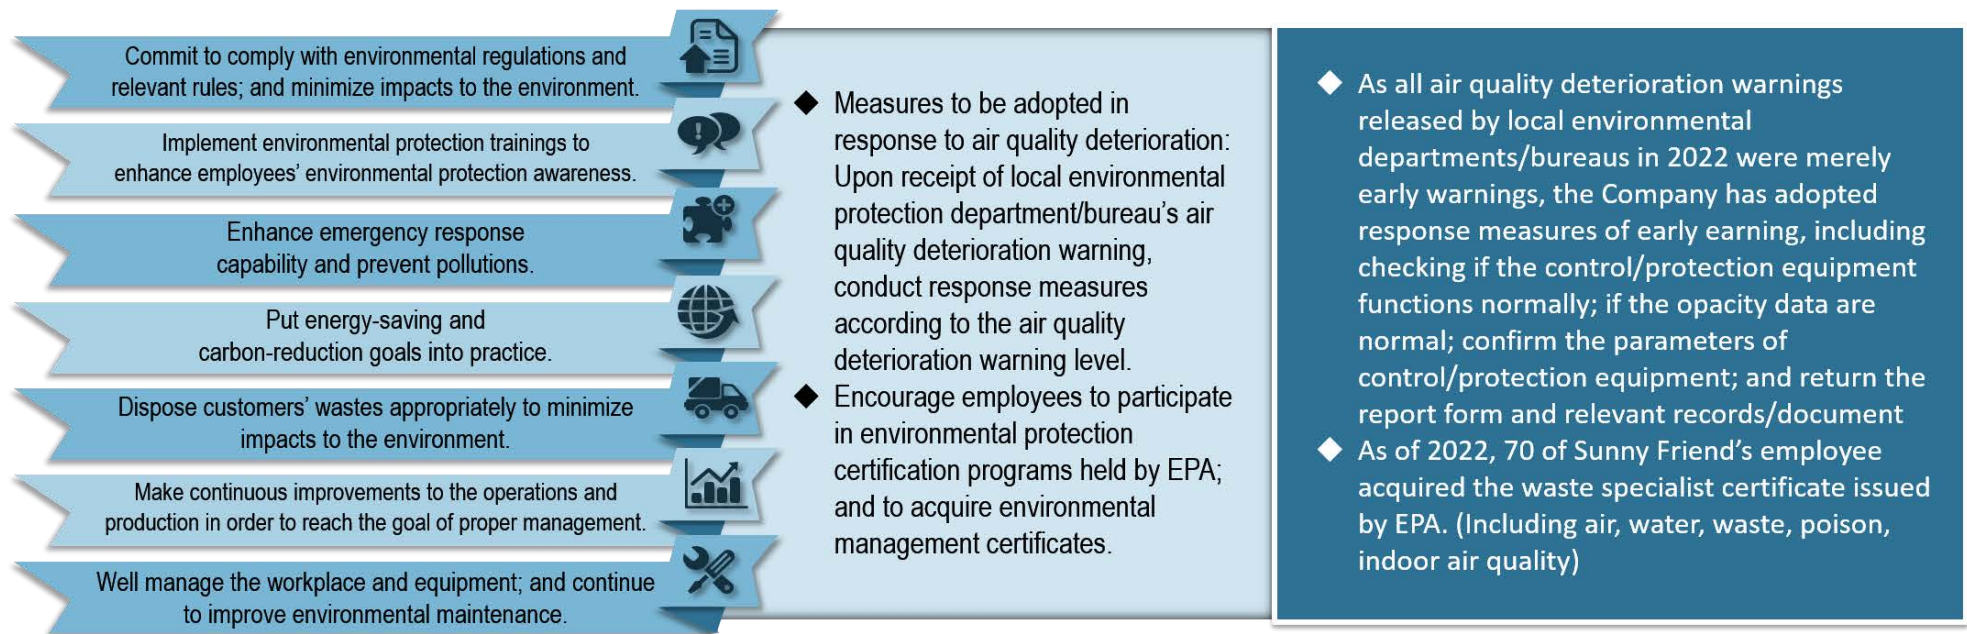 Commit to comply with environmental regulations and
relevant rules; and minimize impacts to the environment.
Implement environmental protection trainings to
enhance employees' environmental protection awareness.
Enhance emergency response
capability and prevent pollutions.
Put energy-saving and
carbon-reduction goals into practice.
Dispose customers' wastes appropriately to minimize
impacts to the environment.
Make continuous improvements to the operations and
production in order to reach the goal of proper management.
Well manage the workplace and equipment; and continue
to improve environmental maintenance.
◆ Measures to be adopted in
response to air quality deterioration:
Upon receipt of local environmental
protection department/bureau's air
quality deterioration warning,
conduct response measures
according to the air quality
deterioration warning level.
◆ Encourage employees to participate
in environmental protection
certification programs held by EPA;
and to acquire environmental
management certificates.
◆ As all air quality deterioration warnings
released by local environmental
departments/bureaus in 2022 were merely
early warnings, the Company has adopted
response measures of early earning, including
checking if the control/protection equipment
functions normally; if the opacity data are
normal; confirm the parameters of
control/protection equipment; and return the
report form and relevant records/document
◆ As of 2022, 70 of Sunny Friend's employee
acquired the waste specialist certificate issued
by EPA. (Including air, water, waste, poison,
indoor air quality)